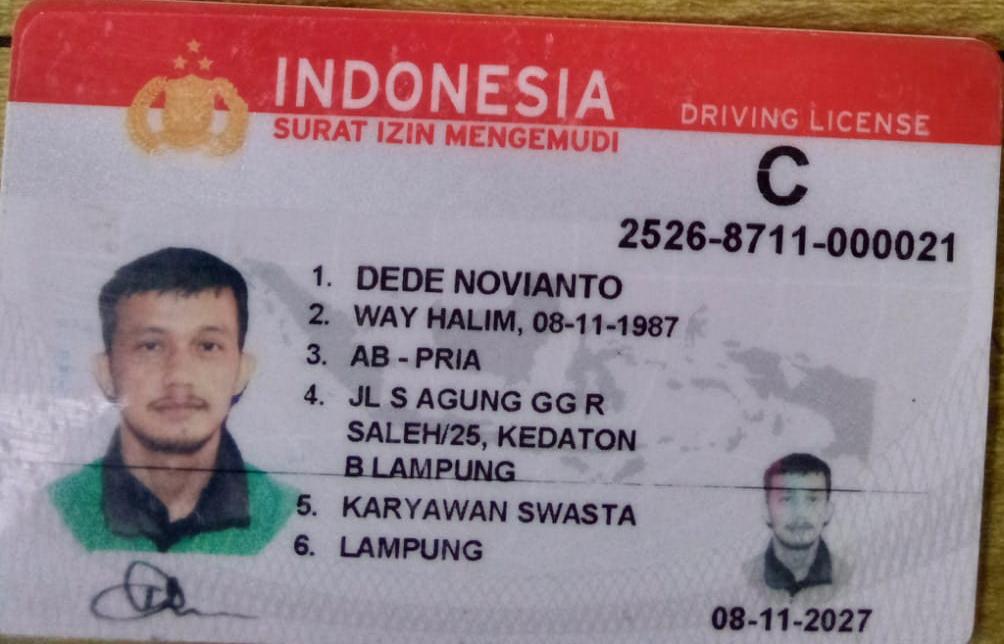 INDONESIA
SURAT IZIN MENGEMUDI
DRIVING LICENSE
C
2526-8711-000021
1. DEDE NOVIANTO
2. WAY HALIM, 08-11-1987
3. AB - PRIA
4. JL S AGUNG GG R
SALEH/25, KEDATON
B LAMPUNG
5. KARYAWAN SWASTA
6. LAMPUNG
08-11-2027